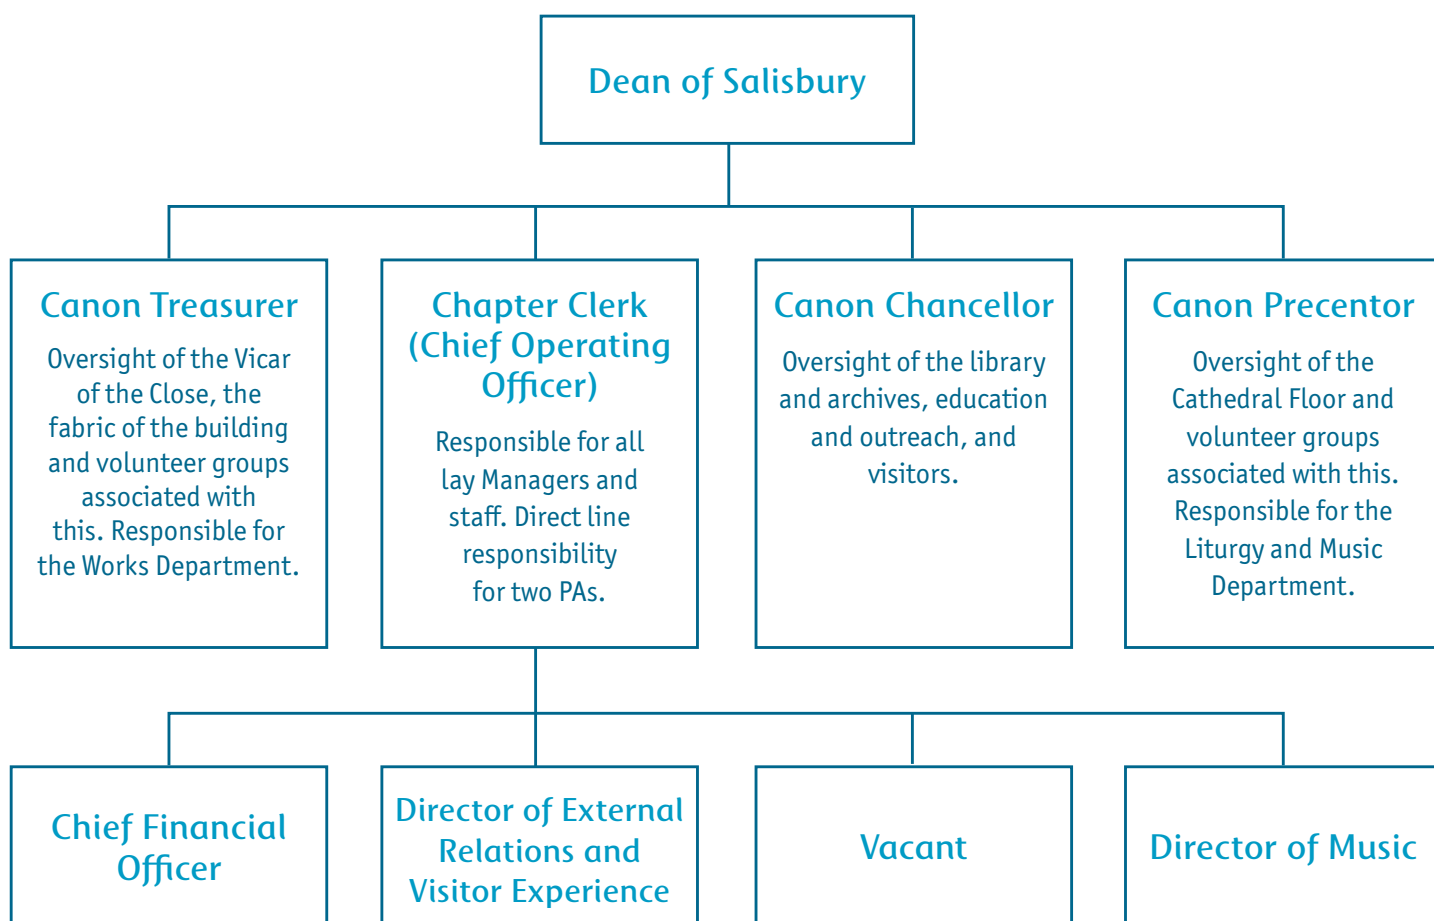 Dean of Salisbury
Canon Treasurer
Oversight of the Vicar
of the Close, the
fabric of the building
and volunteer groups
associated with
this. Responsible for
the Works Department.
Chapter Clerk
(Chief Operating
Officer)
Responsible for all
lay Managers and
staff. Direct line
responsibility
for two PAs.
Canon Chancellor
Oversight of the library
and archives, education
and outreach, and
visitors.
Canon Precentor
Oversight of the
Cathedral Floor and
volunteer groups
associated with this.
Responsible for the
Liturgy and Music
Department.
Chief Financial
Officer
Director of External
Relations and
Visitor Experience
Vacant
Director of Music